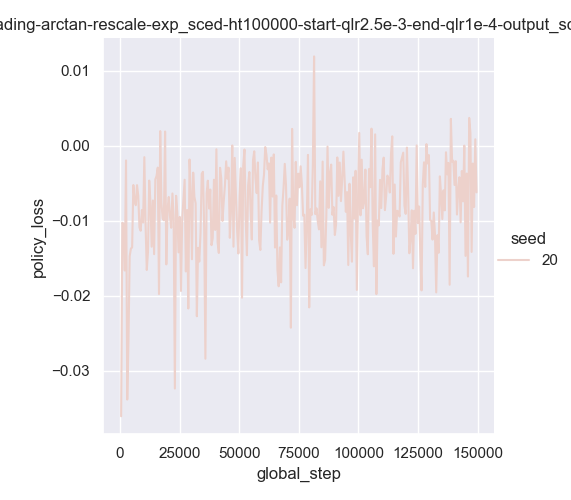 ading-arctan-rescale-exp_sced-ht100000-start-qlr2.5e-3-end-qlr1e-4-output_sc
0.01
0.00
−0.01
−0.02
−0.03
policy_loss
0 25000 50000 75000 100000 125000 150000
global_step
seed
20